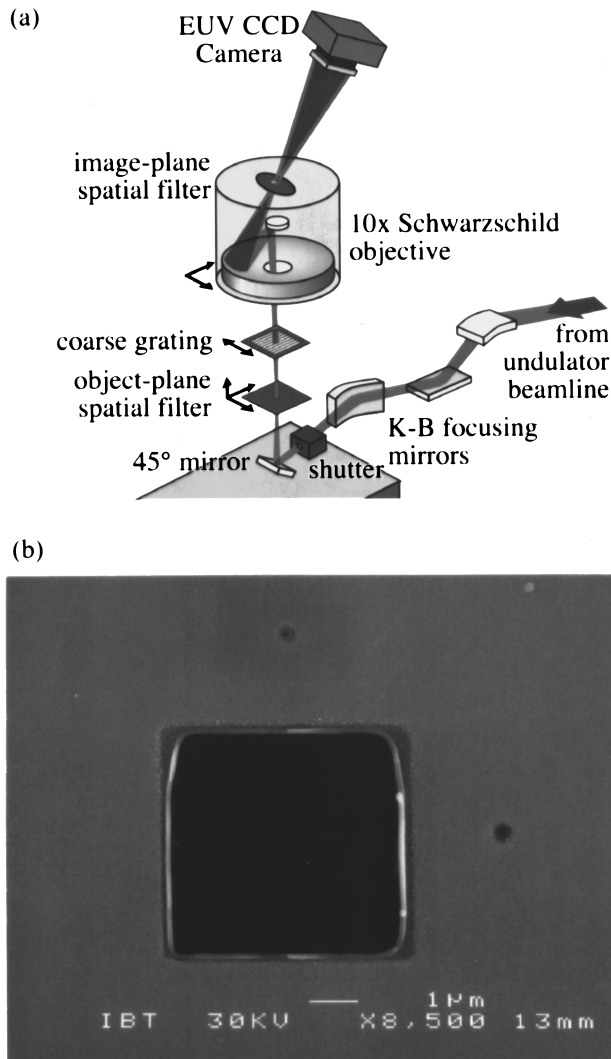 (a)
EUV CCD
Camera
image-plane
spatial filter
10x Schwarzschild
objective
coarse grating
object-plane
spatial filter
from
undulator
beamline
K-B focusing
mirrors
45° mirror
shutter
(b)
1µm
IBT 30KV X8,500 13mm